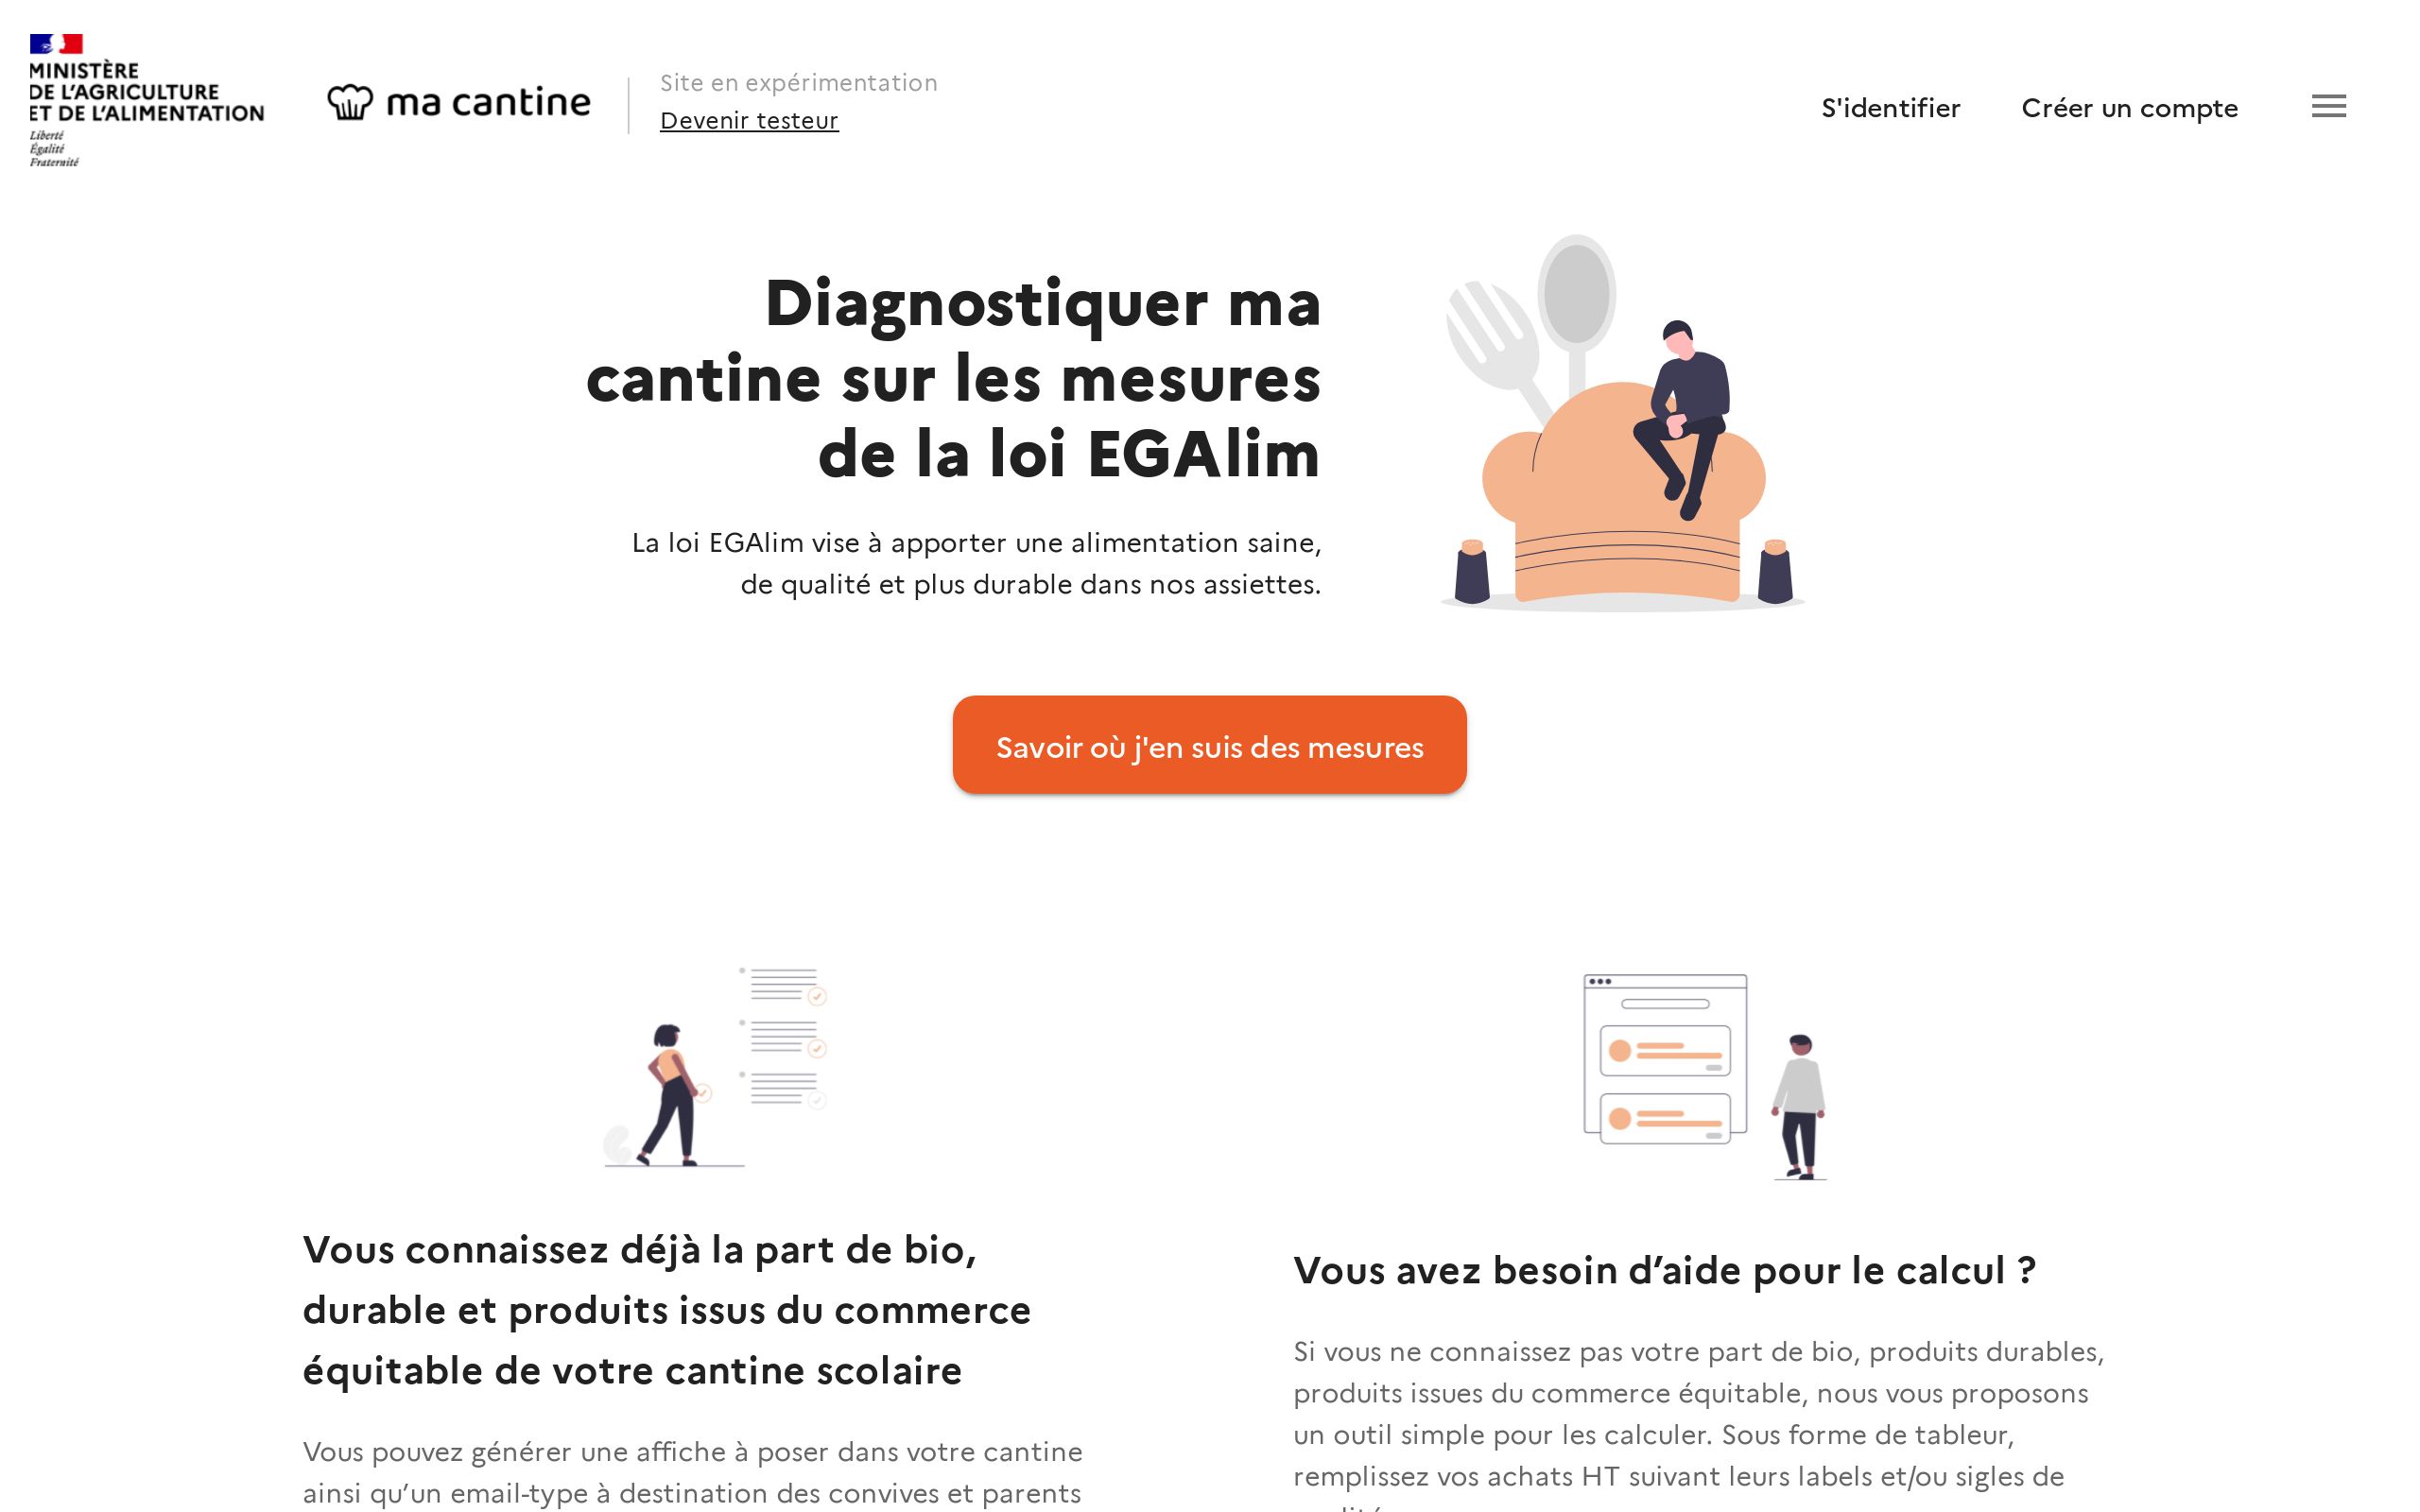 MINISTÈRE
DE L'AGRICULTURE
ET DE L'ALIMENTATION
Liberté
Égalité
Fraternité
ma cantine
Site en expérimentation
Devenir testeur
S'identifier
Créer un compte
Diagnostiquer ma
cantine sur les mesures
de la loi EGAlim
La loi EGAlim vise à apporter une alimentation saine,
de qualité et plus durable dans nos assiettes.
Savoir où j'en suis des mesures
Vous connaissez déjà la part de bio,
durable et produits issus du commerce
équitable de votre cantine scolaire
Vous pouvez générer une affiche à poser dans votre cantine
ainsi qu’un email-type à destination des convives et parents
Vous avez besoin d’aide pour le calcul ?
Si vous ne connaissez pas votre part de bio, produits durables,
produits issues du commerce équitable, nous vous proposons
un outil simple pour les calculer. Sous forme de tableur,
remplissez vos achats HT suivant leurs labels et/ou sigles de